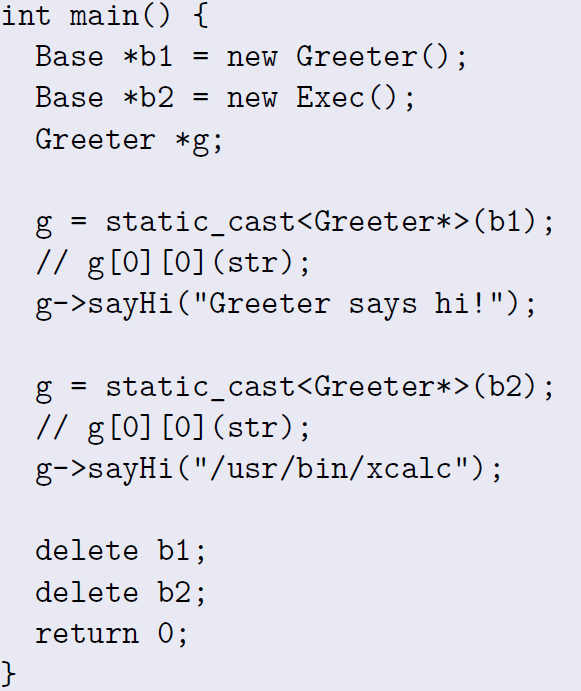 int main() {
  Base *b1 = new Greeter();
  Base *b2 = new Exec();
  Greeter *g;

  g = static_cast<Greeter*>(b1);
  // g[0][0](str);
  g->sayHi("Greeter says hi!");

  g = static_cast<Greeter*>(b2);
  // g[0][0](str);
  g->sayHi("/usr/bin/xcalc");

  delete b1;
  delete b2;
  return 0;
}